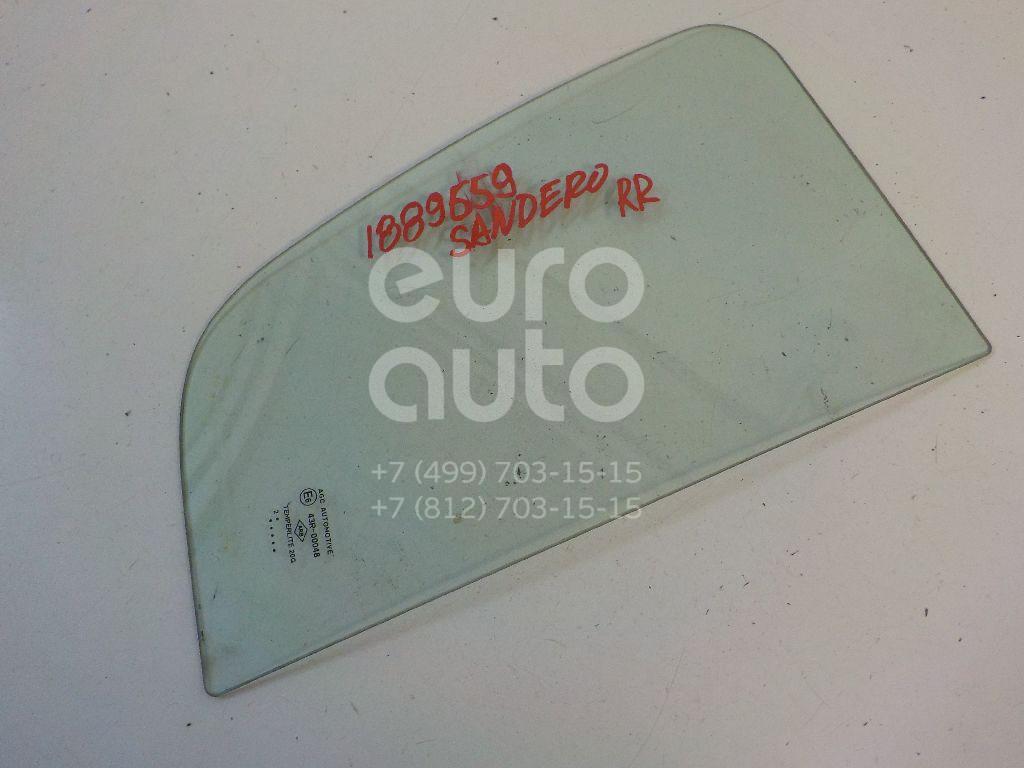 1889659
SANDERO RR
euro
auto
+7 (499) 703-15-15
+7 (812) 703-15-15
AGC AUTOMOTIVE
E6 43R-00048
TEMPERLITE 20G